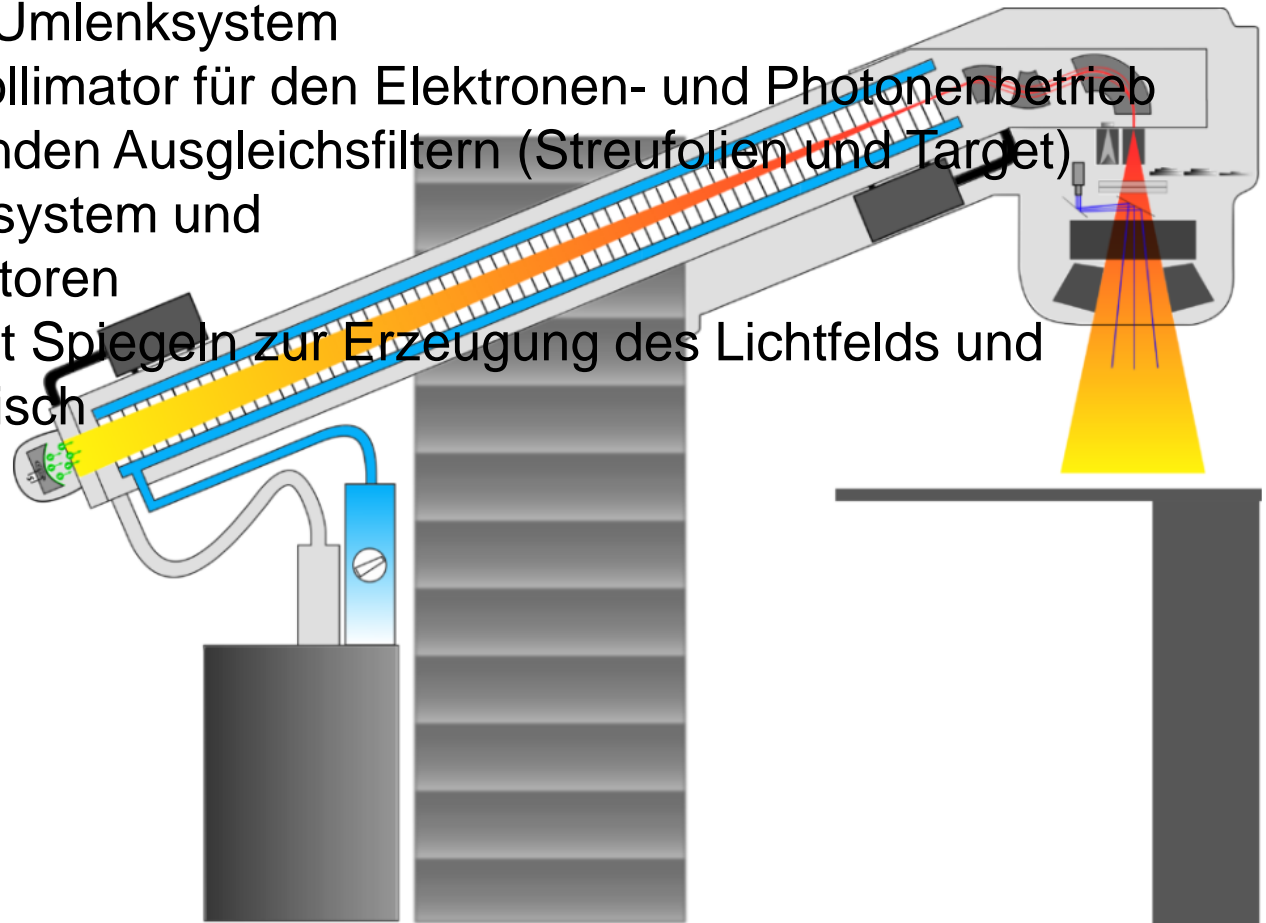 Umlenksystem
ollimator für den Elektronen- und Photonenbetrieb
nden Ausgleichsfiltern (Streufolien und Target)
system und
toren
t Spiegeln zur Erzeugung des Lichtfelds und
isch